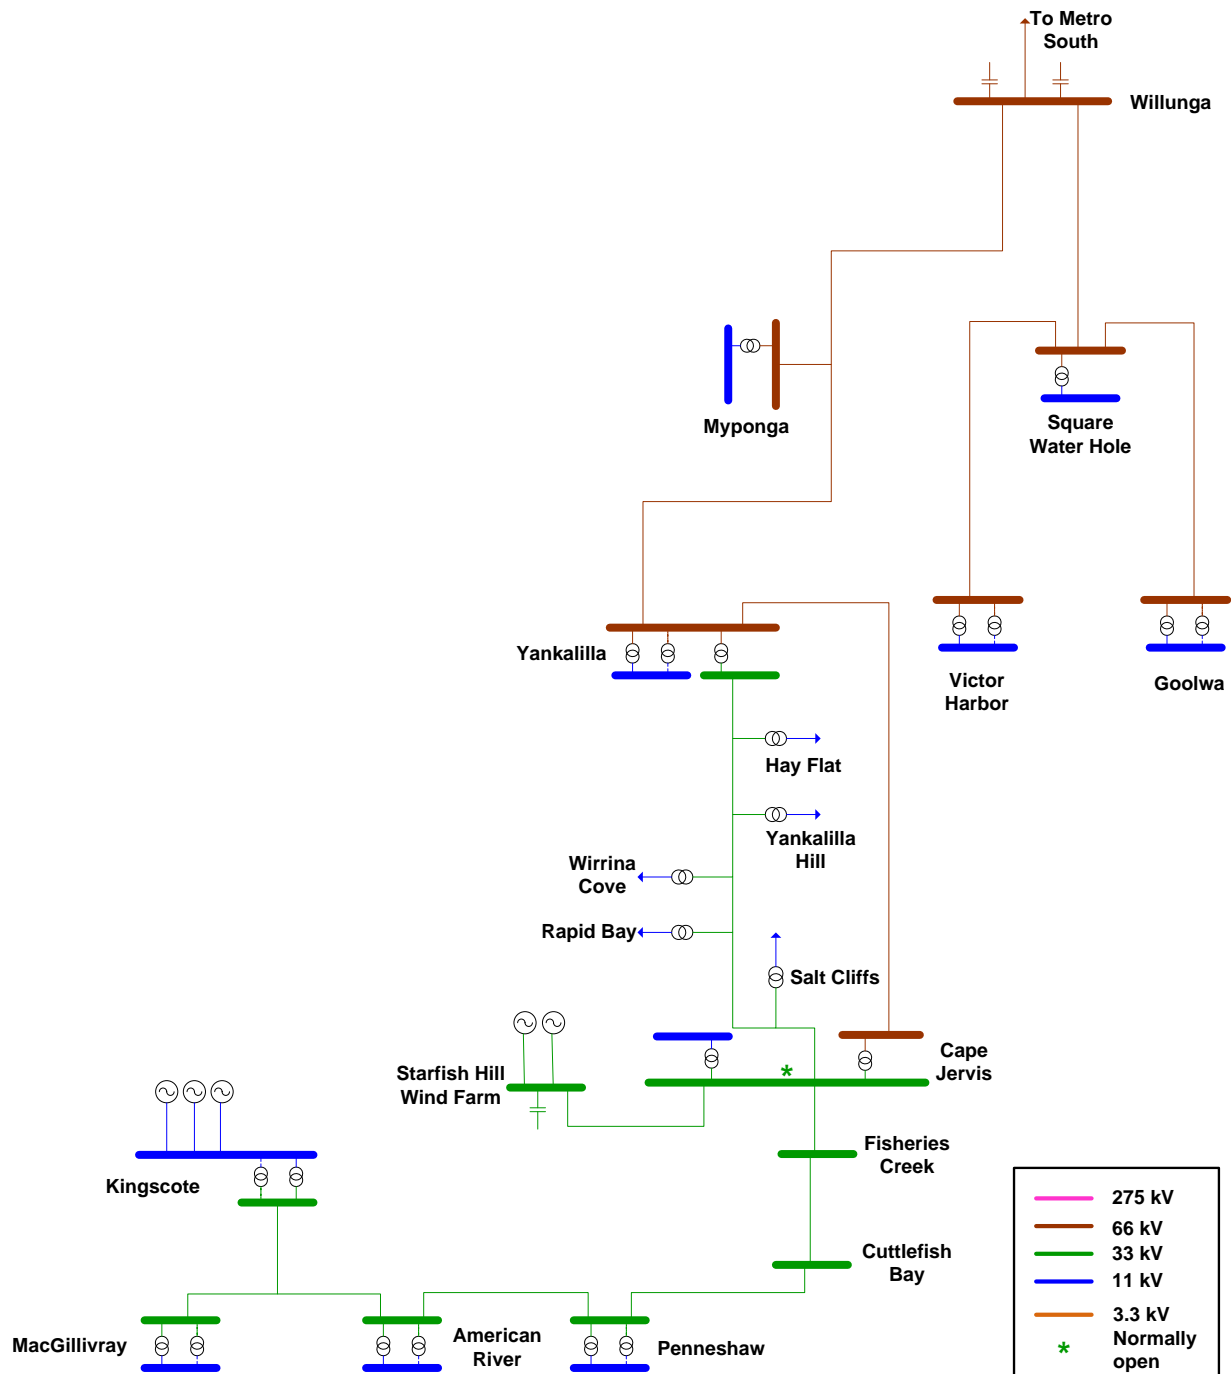 To Metro
South
Willunga
Myponga
Square
Water Hole
Yankalilla
Victor
Harbor
Goolwa
Hay Flat
Yankalilla
Hill
Wirrina
Cove
Rapid Bay
Salt Cliffs
Cape
Jervis
Starfish Hill
Wind Farm
Fisheries
Creek
Kingscote
Cuttlefish
Bay
MacGillivray
American
River
Penneshaw
275 kV
66 kV
33 kV
11 kV
3.3 kV
* Normally
open